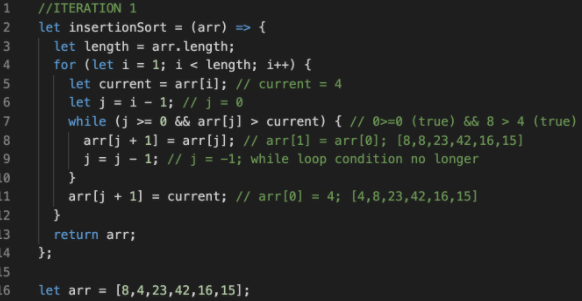 1 //ITERATION 1
2 let insertionSort = (arr) => {
3 let length = arr.length;
4 for (let i = 1; i < length; i++) {
5 let current = arr[i]; // current = 4
6 let j = i - 1; // j = 0
7 while (j >= 0 && arr[j] > current) { // 0>=0 (true) && 8 > 4 (true)
8 arr[j + 1] = arr[j]; // arr[1] = arr[0]; [8,8,23,42,16,15]
9 j = j - 1; // j = -1; while loop condition no longer
10 }
11 arr[j + 1] = current; // arr[0] = 4; [4,8,23,42,16,15]
12 }
13 return arr;
14 };
15
16 let arr = [8,4,23,42,16,15];